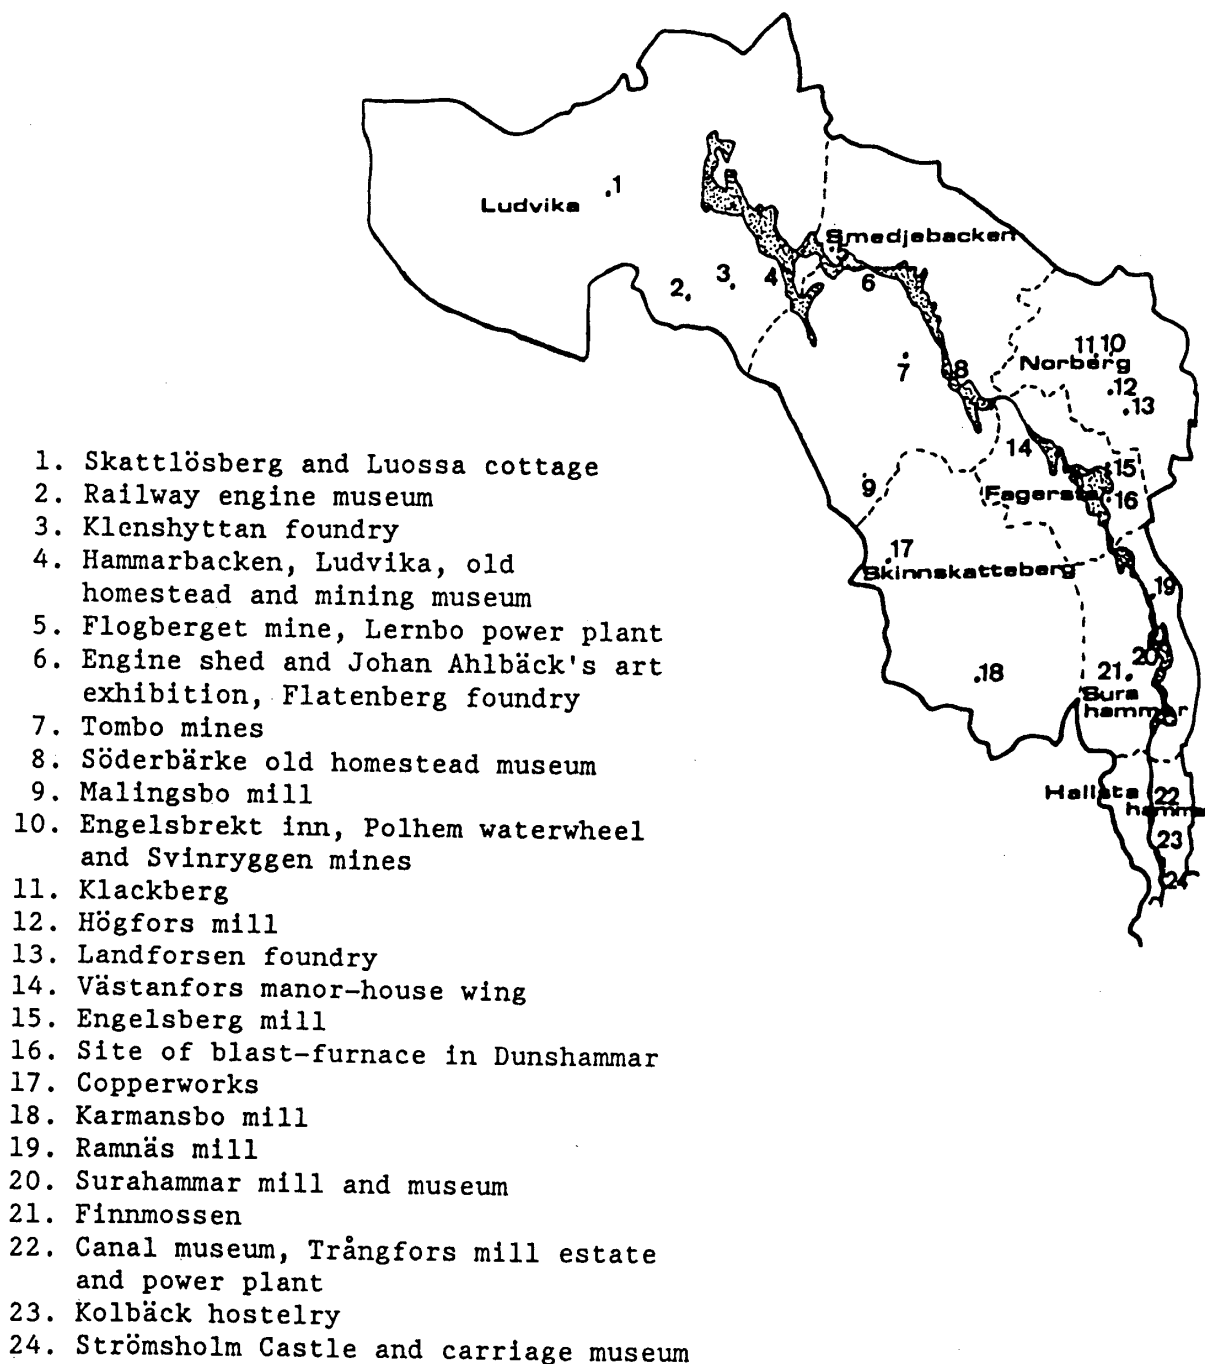 1
Ludvika
Smedjebacken
5
2
3
4
6
11 10
Norberg
7
8
12
13
14
15
9
Fagersta
16
17
Skinnskatteberg
19
20
18
21
Sura
hammar
Hallsta
22
hamma
23
24
1. Skattlösberg and Luossa cottage
2. Railway engine museum
3. Klenshyttan foundry
4. Hammarbacken, Ludvika, old
homestead and mining museum
5. Flogberget mine, Lernbo power plant
6. Engine shed and Johan Ahlbäck's art
exhibition, Flatenberg foundry
7. Tombo mines
8. Söderbärke old homestead museum
9. Malingsbo mill
10. Engelsbrekt inn, Polhem waterwheel
and Svinryggen mines
11. Klackberg
12. Högfors mill
13. Landforsen foundry
14. Västanfors manor-house wing
15. Engelsberg mill
16. Site of blast-furnace in Dunshammar
17. Copperworks
18. Karmansbo mill
19. Ramnäs mill
20. Surahammar mill and museum
21. Finnmossen
22. Canal museum, Trångfors mill estate
and power plant
23. Kolbäck hostelry
24. Strömsholm Castle and carriage museum